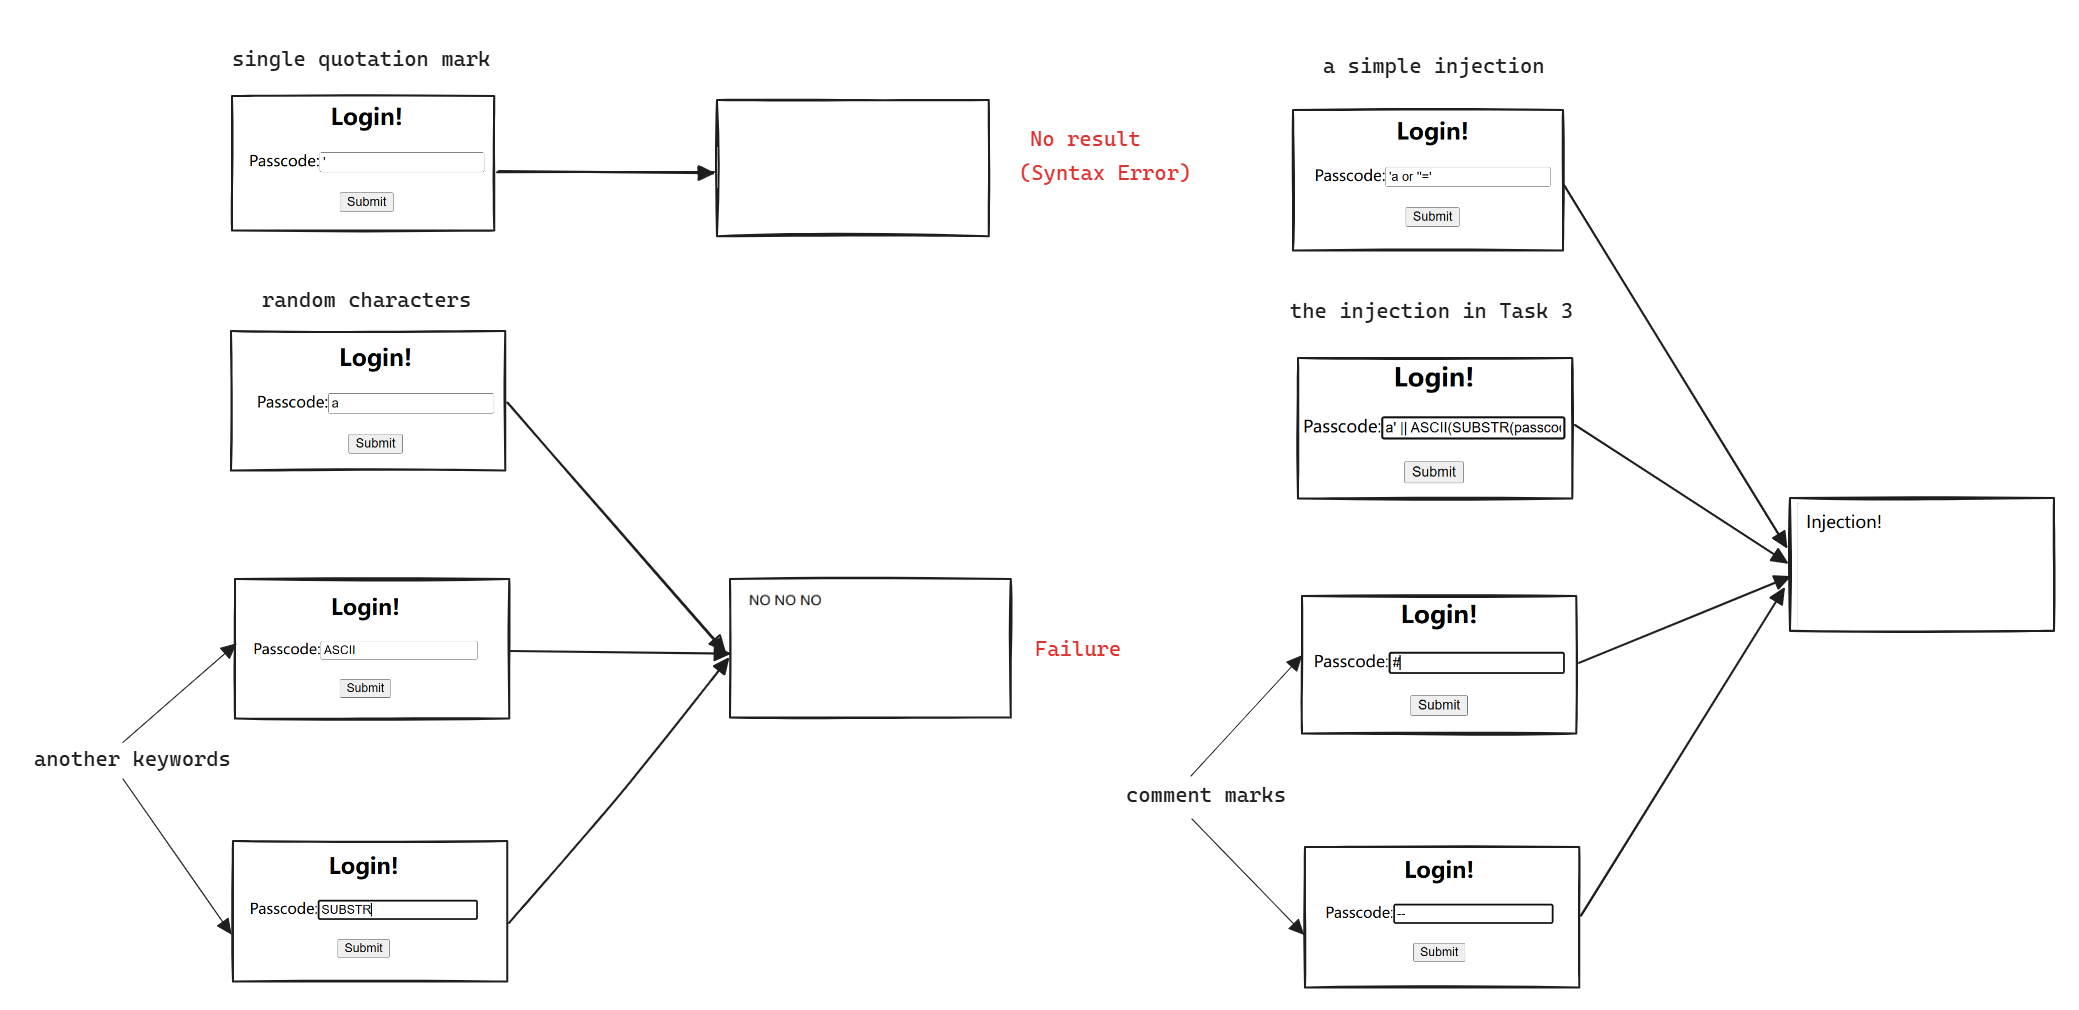 single quotation mark
Login!
Passcode: '
Submit
No result
(Syntax Error)
random characters
Login!
Passcode: a
Submit
another keywords
Login!
Passcode: ASCII
Submit
Login!
Passcode: SUBSTR
Submit
NO NO NO
Failure
a simple injection
Login!
Passcode: 'a or ''='
Submit
the injection in Task 3
Login!
Passcode: a' || ASCII(SUBSTR(passco
Submit
comment marks
Login!
Passcode: #
Submit
Login!
Passcode: --
Submit
Injection!